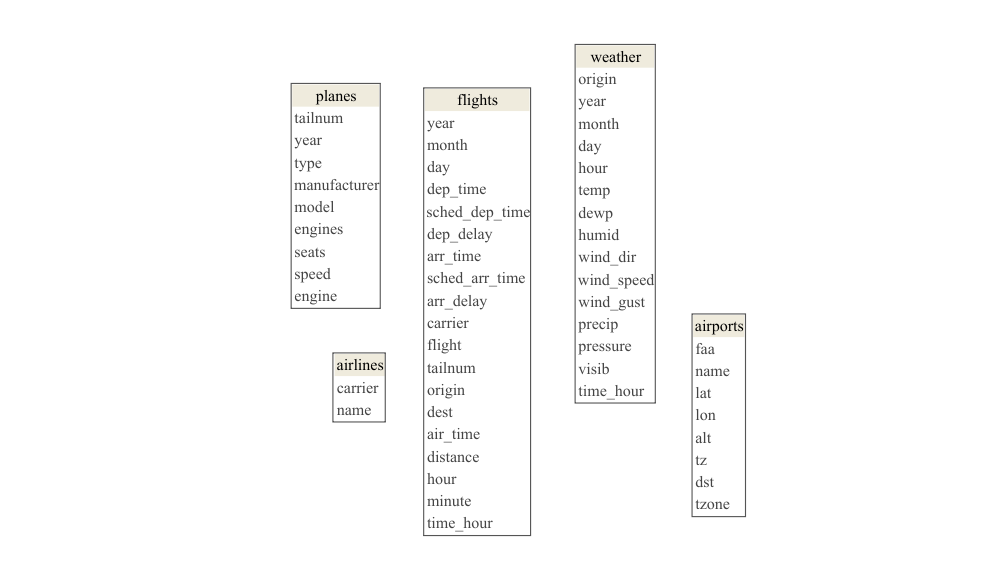 planes
tailnum
year
type
manufacturer
model
engines
seats
speed
engine
airlines
carrier
name
flights
year
month
day
dep_time
sched_dep_time
dep_delay
arr_time
sched_arr_time
arr_delay
carrier
flight
tailnum
origin
dest
air_time
distance
hour
minute
time_hour
weather
origin
year
month
day
hour
temp
dewp
humid
wind_dir
wind_speed
wind_gust
precip
pressure
visib
time_hour
airports
faa
name
lat
lon
alt
tz
dst
tzone